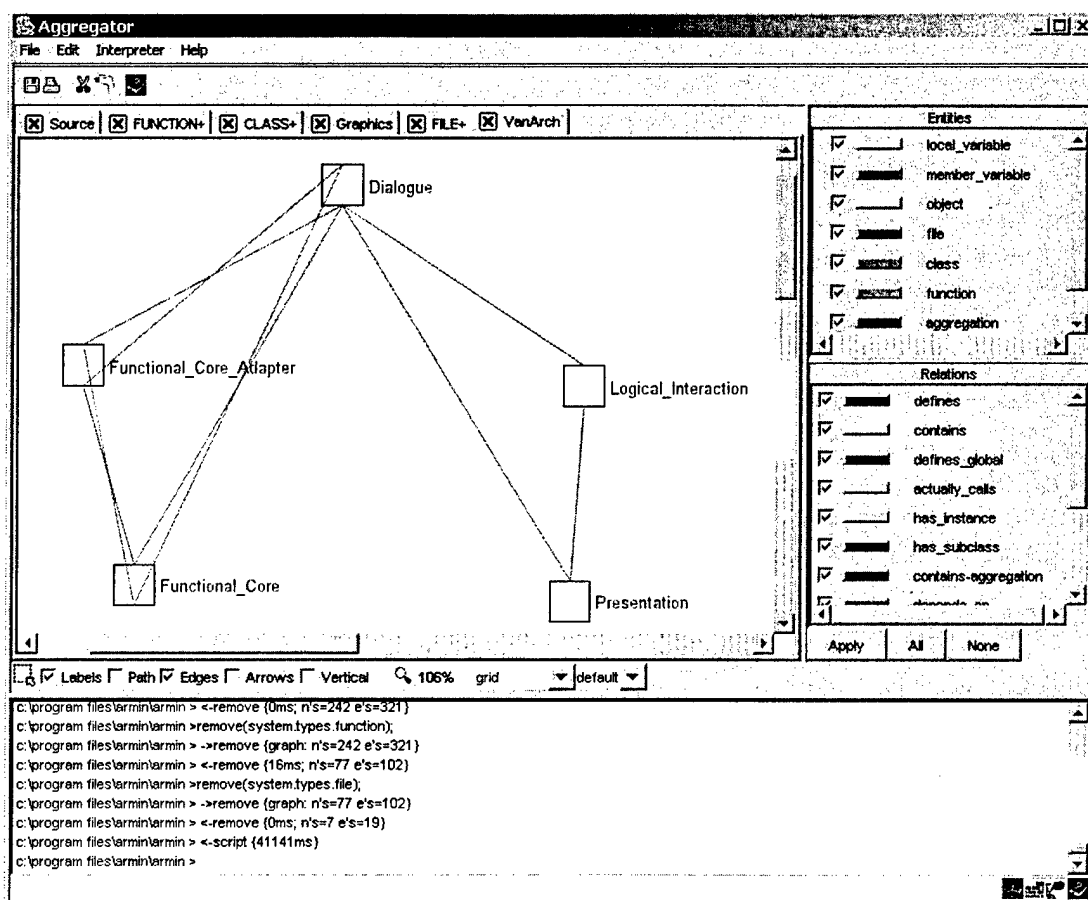 Aggregator
File Edit Interpreter Help
Source FUNCTION+ CLASS+ Graphics FILE+ VanArch
Dialogue
Functional_Core_Adapter
Logical_Interaction
Functional_Core
Presentation
Entities
local_variable
member_variable
object
file
class
function
aggregation
Relations
defines
contains
defines_global
actually_calls
has_instance
has_subclass
contains-aggregation
depends_on
Apply All None
Labels Path Edges Arrows Vertical 106% grid default
c:\program files\armin\armin > <-remove {0ms; n's=242 e's=321}
c:\program files\armin\armin >remove(system.types.function);
c:\program files\armin\armin > ->remove {graph: n's=242 e's=321}
c:\program files\armin\armin > <-remove {16ms; n's=77 e's=102}
c:\program files\armin\armin >remove(system.types.file);
c:\program files\armin\armin > ->remove {graph: n's=77 e's=102}
c:\program files\armin\armin > <-remove {0ms; n's=7 e's=19}
c:\program files\armin\armin > <-script {41141ms}
c:\program files\armin\armin >